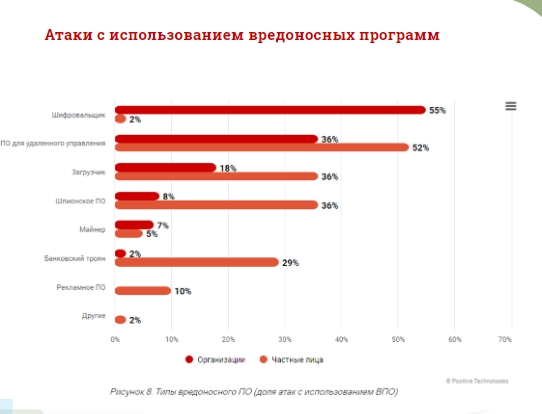 Атаки с использованием вредоносных программ
Шифровальщик 55%
2%
ПО для удаленного управления 36%
52%
Загрузчик 18%
36%
Шпионское ПО 8%
36%
Майнер 7%
5%
Банковский троян 2%
29%
Рекламное ПО 10%
Другие 2%
0% 10% 20% 30% 40% 50% 60% 70%
Организации Частные лица
© Positive Technologies
Рисунок 8. Типы вредоносного ПО (доля атак с использованием ВПО)